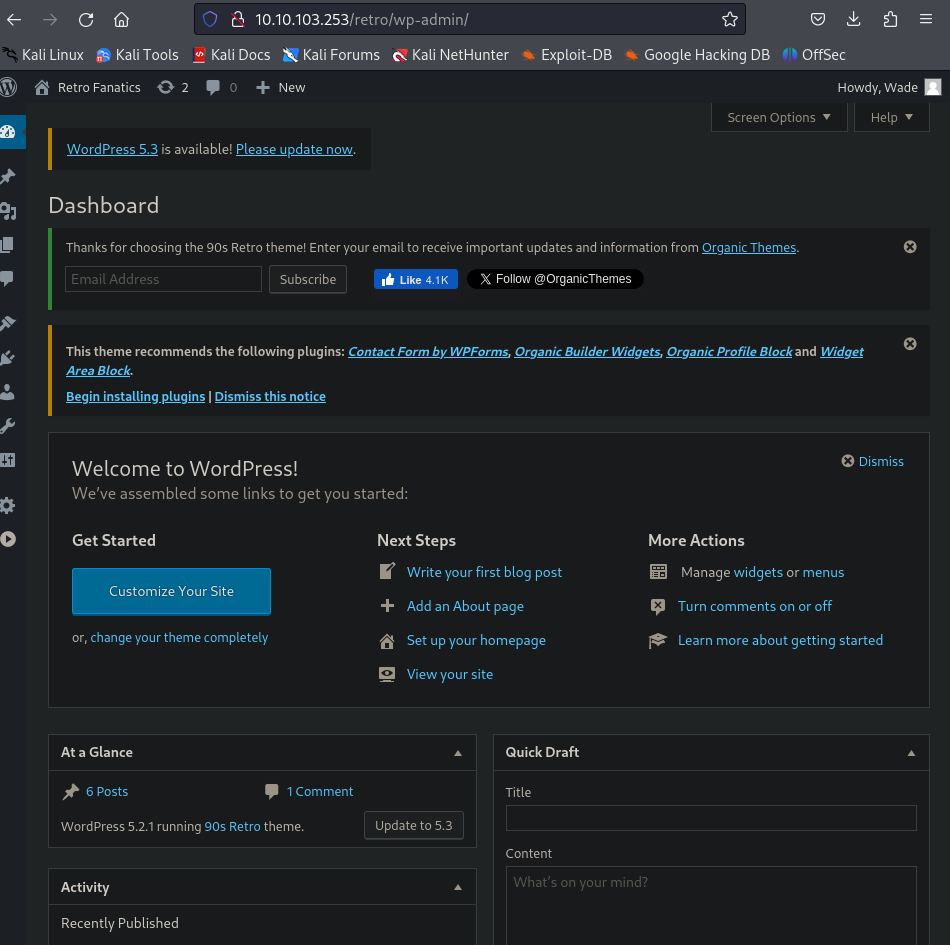 10.10.103.253/retro/wp-admin/
Kali Linux Kali Tools Kali Docs Kali Forums Kali NetHunter Exploit-DB Google Hacking DB OffSec
Retro Fanatics 2 0 New Howdy, Wade
Screen Options Help
WordPress 5.3 is available! Please update now.
Dashboard
Thanks for choosing the 90s Retro theme! Enter your email to receive important updates and information from Organic Themes.
Email Address Subscribe Like 4.1K Follow @OrganicThemes
This theme recommends the following plugins: Contact Form by WPForms, Organic Builder Widgets, Organic Profile Block and Widget
Area Block.
Begin installing plugins | Dismiss this notice
Welcome to WordPress!
Dismiss
We've assembled some links to get you started:
Get Started
Customize Your Site
or, change your theme completely
Next Steps
Write your first blog post
Add an About page
Set up your homepage
View your site
More Actions
Manage widgets or menus
Turn comments on or off
Learn more about getting started
At a Glance
6 Posts 1 Comment
WordPress 5.2.1 running 90s Retro theme. Update to 5.3
Activity
Recently Published
Quick Draft
Title
Content
What's on your mind?